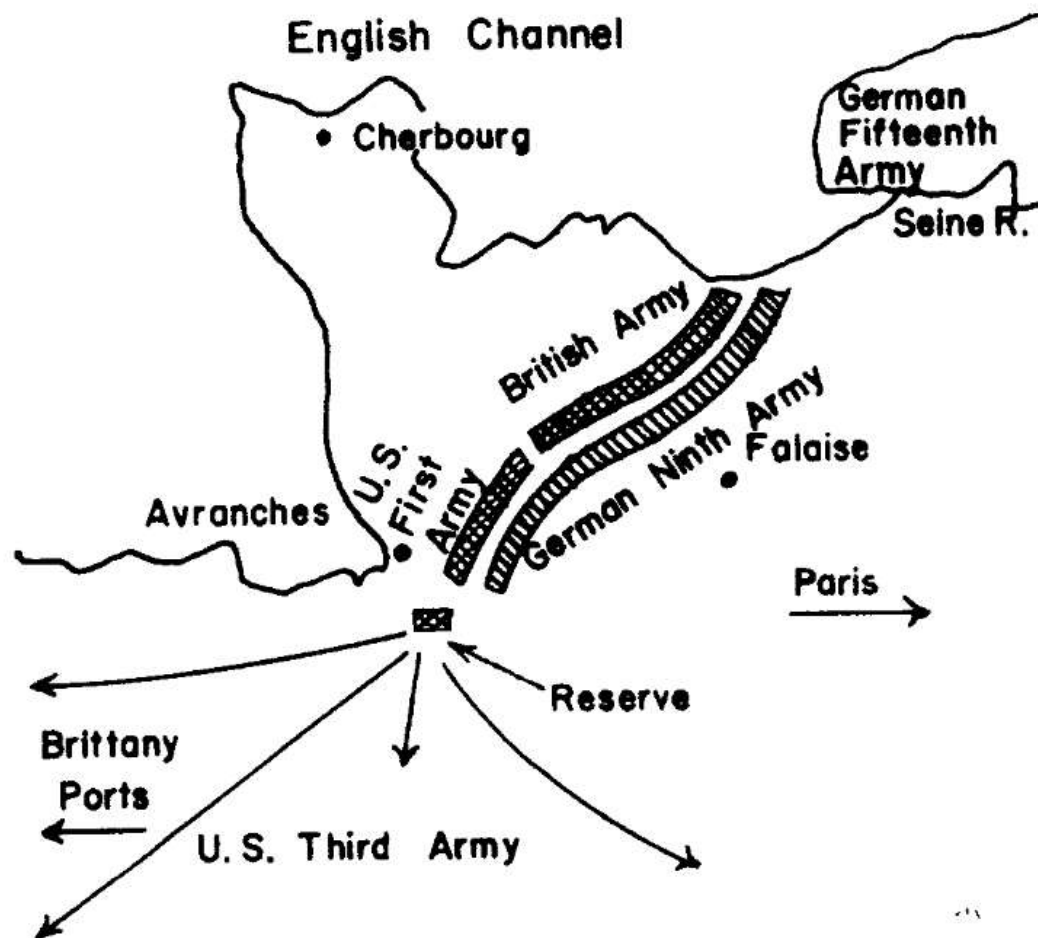 English Channel
Cherbourg
German
Fifteenth
Army
Seine R.
British Army
German Ninth Army
Falaise
U.S.
First
Army
Avranches
Paris
Reserve
Brittany
Ports
U.S. Third Army